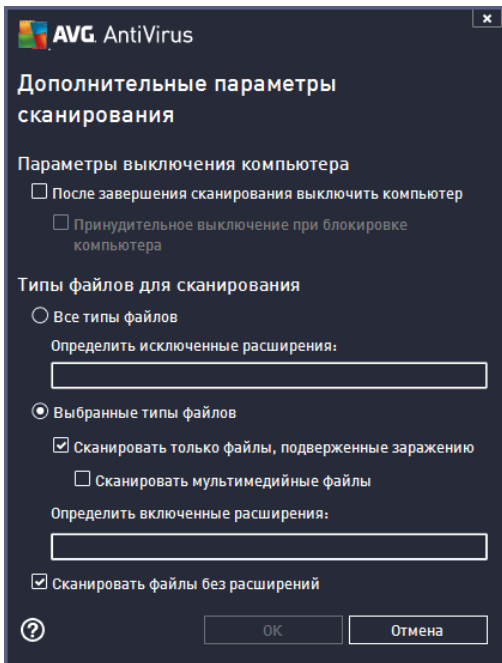 AVG. AntiVirus
Дополнительные параметры
сканирования
Параметры выключения компьютера
После завершения сканирования выключить компьютер
Принудительное выключение при блокировке
компьютера
Типы файлов для сканирования
Все типы файлов
Определить исключенные расширения:
Выбранные типы файлов
Сканировать только файлы, подверженные заражению
Сканировать мультимедийные файлы
Определить включенные расширения:
Сканировать файлы без расширений
?
OK
Отмена